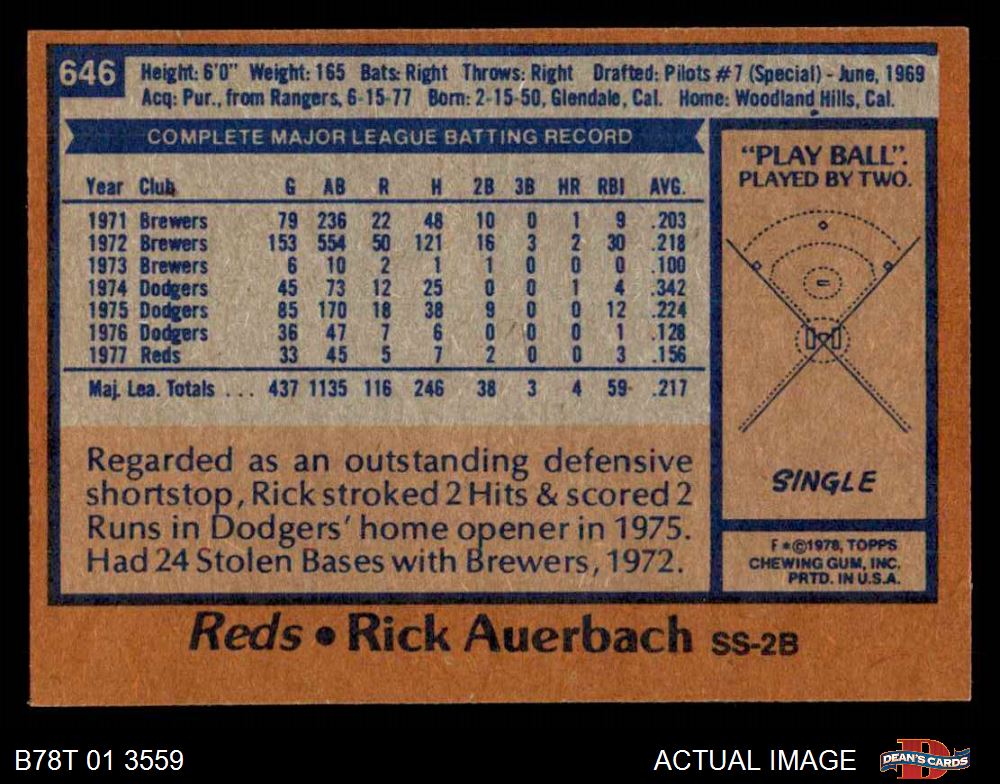 646
Height: 6'0" Weight: 165 Bats: Right Throws: Right Drafted: Pilots #7 (Special) - June, 1969
Acq: Pur., from Rangers, 6-15-77 Born: 2-15-50, Glendale, Cal. Home: Woodland Hills, Cal.
COMPLETE MAJOR LEAGUE BATTING RECORD
Year Club G AB R H 2B 3B HR RBI AVG.
1971 Brewers 79 236 22 48 10 0 1 9 .203
1972 Brewers 153 554 50 121 16 3 2 30 .218
1973 Brewers 6 10 2 1 1 0 0 0 .100
1974 Dodgers 45 73 12 25 0 0 1 4 .342
1975 Dodgers 85 170 18 38 9 0 0 12 .224
1976 Dodgers 36 47 7 6 0 0 0 1 .128
1977 Reds 33 45 5 7 2 0 0 3 .156
Maj. Lea. Totals . . . 437 1135 116 246 38 3 4 59 .217
Regarded as an outstanding defensive
shortstop, Rick stroked 2 Hits & scored 2
Runs in Dodgers' home opener in 1975.
Had 24 Stolen Bases with Brewers, 1972.
"PLAY BALL".
PLAYED BY TWO.
SINGLE
F*©1978, TOPPS
CHEWING GUM, INC.
PRTD. IN U.S.A.
Reds • Rick Auerbach SS-2B
B78T 01 3559
ACTUAL IMAGE
D
DEAN'S CARDS